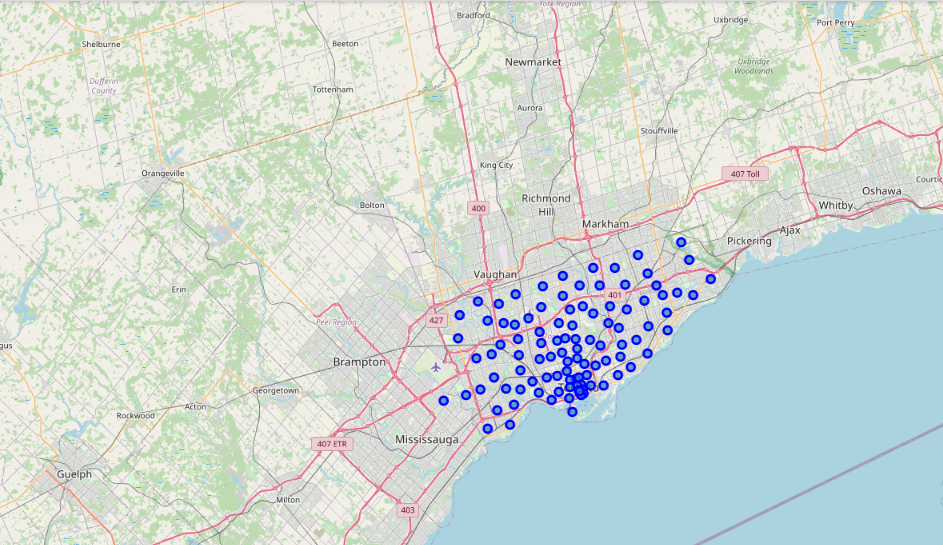 York Region
Bradford
Uxbridge
Port Perry
Shelburne
Beeton
Newmarket
Uxbridge
Woodlands
Dufferin
County
Tottenham
Aurora
Stouffville
King City
Orangeville
407 Toll
Oshawa
Richmond
Hill
Bolton
400
Whitby
Markham
Ajax
Pickering
Vaughan
Erin
401
Peel Region
427
Brampton
Georgetown
Acton
Rockwood
407 ETR
Mississauga
Guelph
Milton
403